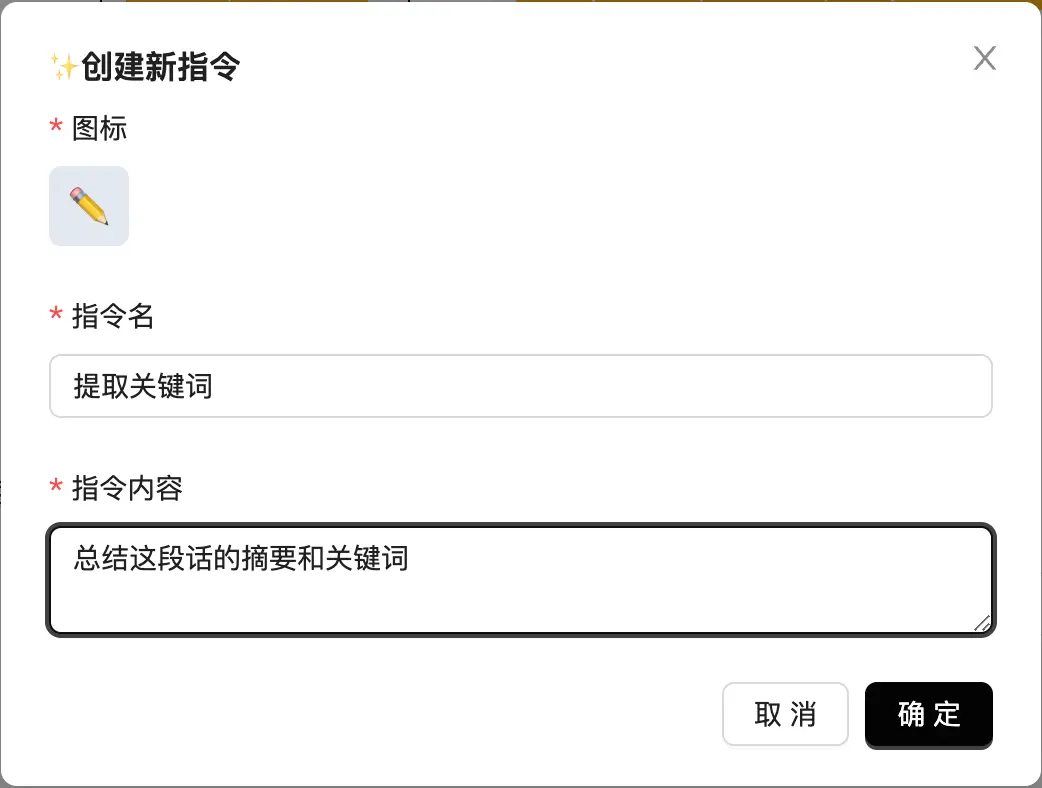 ✨创建新指令
* 图标
* 指令名
提取关键词
* 指令内容
总结这段话的摘要和关键词
取 消
确 定